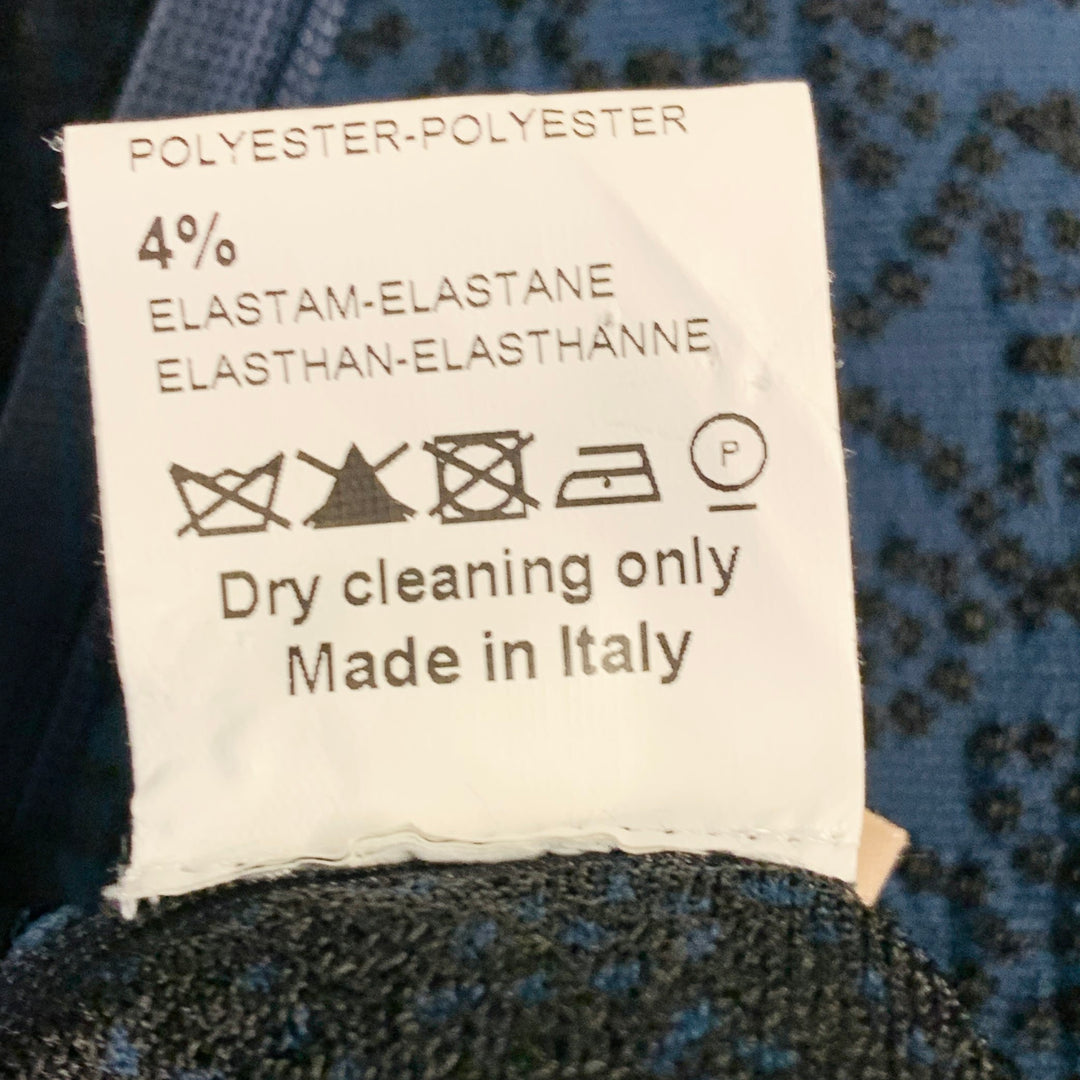 POLYESTER-POLYESTER
4%
ELASTAM-ELASTANE
ELASTHAN-ELASTHANNE
P
Dry cleaning only
Made in Italy